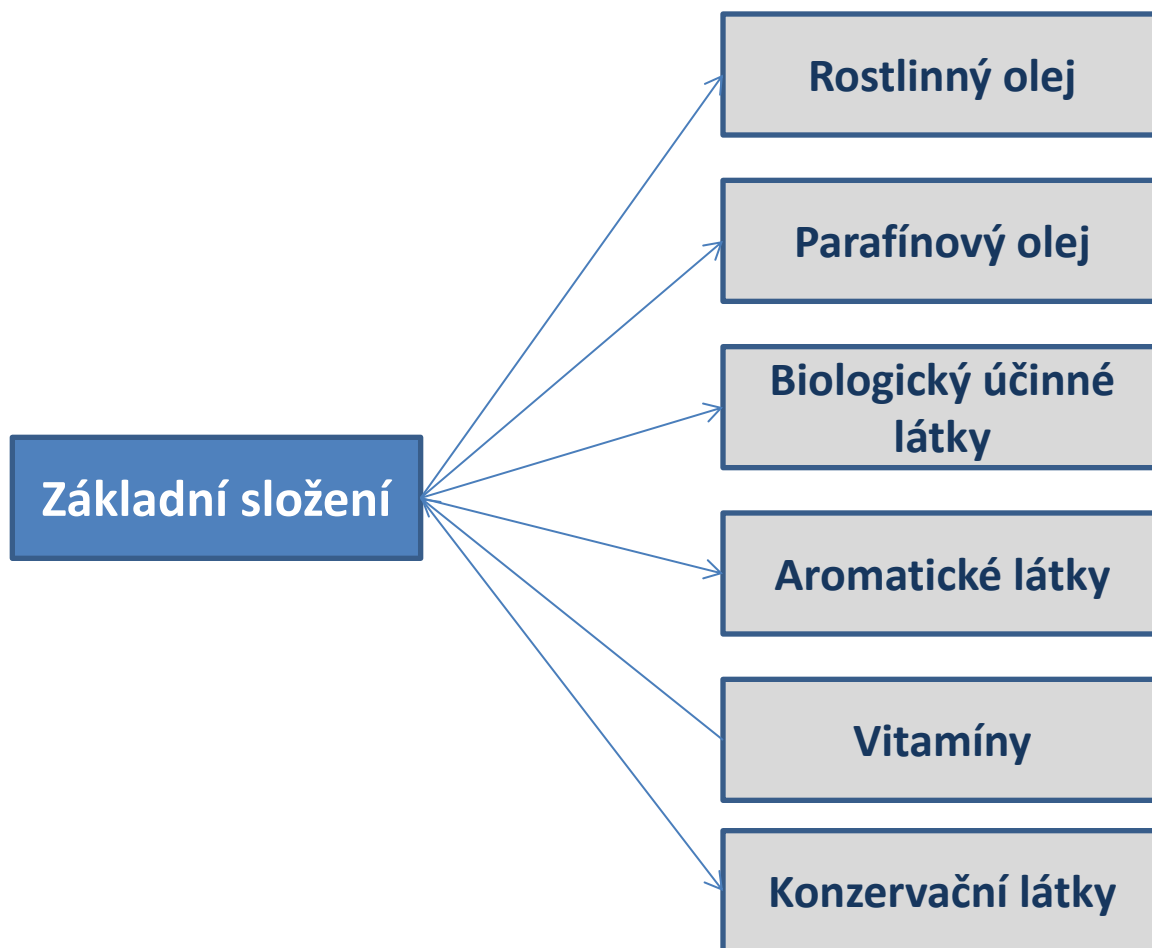 Rostlinný olej
Parafínový olej
Biologický účinné
látky
Základní složení
Aromatické látky
Vitamíny
Konzervační látky